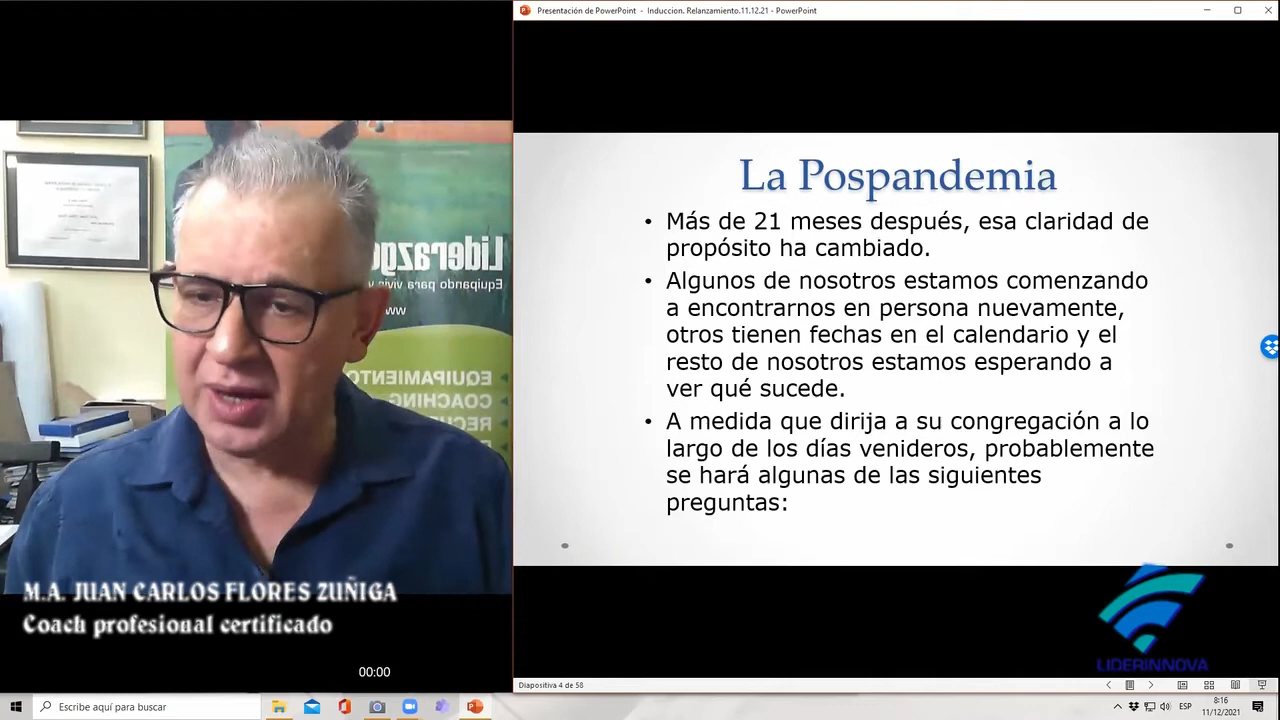 Presentación de PowerPoint - Induccion. Relanzamiento.11.12.21 - PowerPoint
Liderazgo
Equipando para vivir
www
EQUIPAMIENTO
COACHING
M.A. JUAN CARLOS FLORES ZUÑIGA
Coach profesional certificado
00:00
La Pospandemia
• Más de 21 meses después, esa claridad de
propósito ha cambiado.
• Algunos de nosotros estamos comenzando
a encontrarnos en persona nuevamente,
otros tienen fechas en el calendario y el
resto de nosotros estamos esperando a
ver qué sucede.
• A medida que dirija a su congregación a lo
largo de los días venideros, probablemente
se hará algunas de las siguientes
preguntas:
LIDERINNOVA
Diapositiva 4 de 58
Escribe aquí para buscar
ESP
8:16
11/12/2021